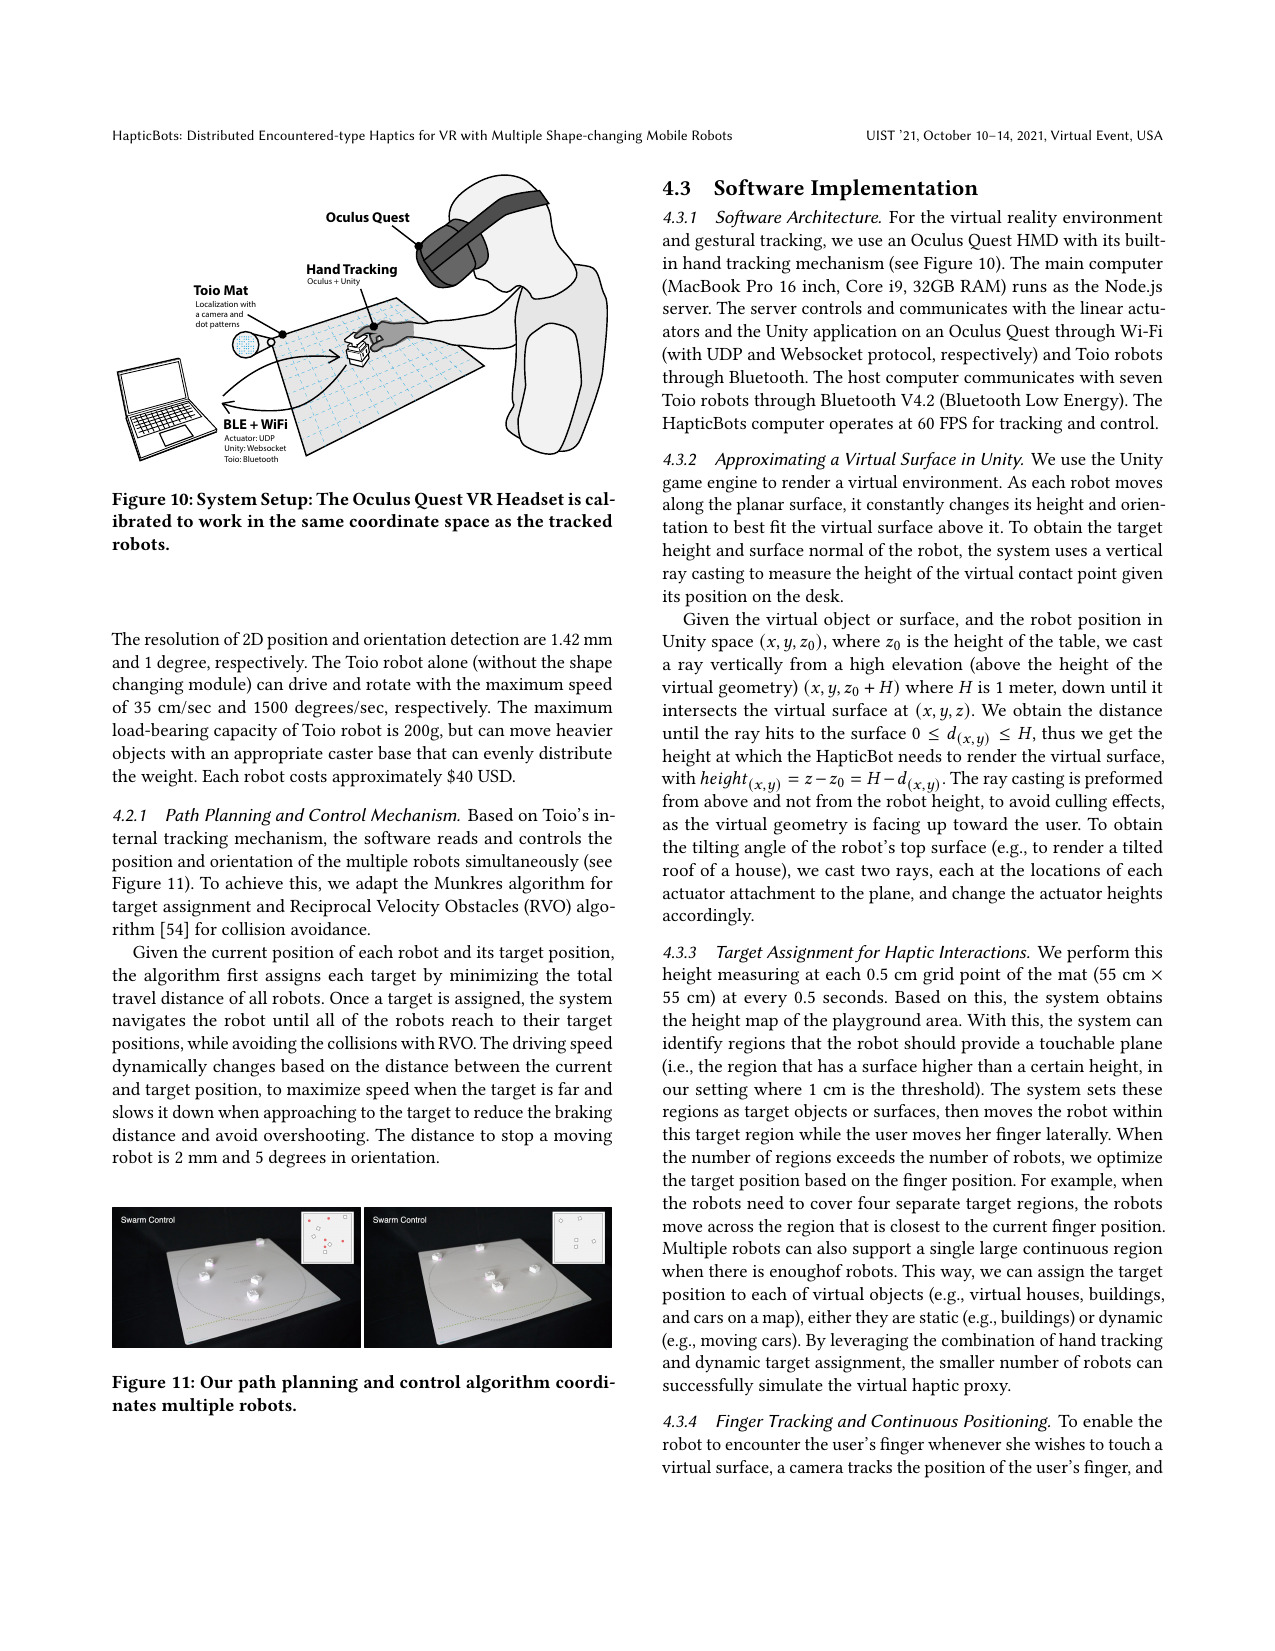 HapticBots: Distributed Encountered-type Haptics for VR with Multiple Shape-changing Mobile Robots
UIST ’21, October 10–14, 2021, Virtual Event, USA
Oculus Quest
Hand Tracking
Oculus + Unity
Toio Mat
Localization with
a camera and
dot patterns
BLE + WiFi
Actuator: UDP
Unity: Websocket
Toio: Bluetooth
Figure 10: System Setup: The Oculus Quest VR Headset is cal-
ibrated to work in the same coordinate space as the tracked
robots.
The resolution of 2D position and orientation detection are 1.42 mm
and 1 degree, respectively. The Toio robot alone (without the shape
changing module) can drive and rotate with the maximum speed
of 35 cm/sec and 1500 degrees/sec, respectively. The maximum
load-bearing capacity of Toio robot is 200g, but can move heavier
objects with an appropriate caster base that can evenly distribute
the weight. Each robot costs approximately $40 USD.
4.2.1 Path Planning and Control Mechanism. Based on Toio’s in-
ternal tracking mechanism, the software reads and controls the
position and orientation of the multiple robots simultaneously (see
Figure 11). To achieve this, we adapt the Munkres algorithm for
target assignment and Reciprocal Velocity Obstacles (RVO) algo-
rithm [54] for collision avoidance.
Given the current position of each robot and its target position,
the algorithm first assigns each target by minimizing the total
travel distance of all robots. Once a target is assigned, the system
navigates the robot until all of the robots reach to their target
positions, while avoiding the collisions with RVO. The driving speed
dynamically changes based on the distance between the current
and target position, to maximize speed when the target is far and
slows it down when approaching to the target to reduce the braking
distance and avoid overshooting. The distance to stop a moving
robot is 2 mm and 5 degrees in orientation.
Swarm Control
Swarm Control
Figure 11: Our path planning and control algorithm coordi-
nates multiple robots.
4.3 Software Implementation
4.3.1 Software Architecture. For the virtual reality environment
and gestural tracking, we use an Oculus Quest HMD with its built-
in hand tracking mechanism (see Figure 10). The main computer
(MacBook Pro 16 inch, Core i9, 32GB RAM) runs as the Node.js
server. The server controls and communicates with the linear actu-
ators and the Unity application on an Oculus Quest through Wi-Fi
(with UDP and Websocket protocol, respectively) and Toio robots
through Bluetooth. The host computer communicates with seven
Toio robots through Bluetooth V4.2 (Bluetooth Low Energy). The
HapticBots computer operates at 60 FPS for tracking and control.
4.3.2 Approximating a Virtual Surface in Unity. We use the Unity
game engine to render a virtual environment. As each robot moves
along the planar surface, it constantly changes its height and orien-
tation to best fit the virtual surface above it. To obtain the target
height and surface normal of the robot, the system uses a vertical
ray casting to measure the height of the virtual contact point given
its position on the desk.
Given the virtual object or surface, and the robot position in
Unity space (x, y, z₀), where z₀ is the height of the table, we cast
a ray vertically from a high elevation (above the height of the
virtual geometry) (x, y, z₀ + H) where H is 1 meter, down until it
intersects the virtual surface at (x, y, z). We obtain the distance
until the ray hits to the surface 0 ≤ d(x,y) ≤ H, thus we get the
height at which the HapticBot needs to render the virtual surface,
with height(x,y) = z − z₀ = H − d(x,y). The ray casting is preformed
from above and not from the robot height, to avoid culling effects,
as the virtual geometry is facing up toward the user. To obtain
the tilting angle of the robot’s top surface (e.g., to render a tilted
roof of a house), we cast two rays, each at the locations of each
actuator attachment to the plane, and change the actuator heights
accordingly.
4.3.3 Target Assignment for Haptic Interactions. We perform this
height measuring at each 0.5 cm grid point of the mat (55 cm ×
55 cm) at every 0.5 seconds. Based on this, the system obtains
the height map of the playground area. With this, the system can
identify regions that the robot should provide a touchable plane
(i.e., the region that has a surface higher than a certain height, in
our setting where 1 cm is the threshold). The system sets these
regions as target objects or surfaces, then moves the robot within
this target region while the user moves her finger laterally. When
the number of regions exceeds the number of robots, we optimize
the target position based on the finger position. For example, when
the robots need to cover four separate target regions, the robots
move across the region that is closest to the current finger position.
Multiple robots can also support a single large continuous region
when there is enoughof robots. This way, we can assign the target
position to each of virtual objects (e.g., virtual houses, buildings,
and cars on a map), either they are static (e.g., buildings) or dynamic
(e.g., moving cars). By leveraging the combination of hand tracking
and dynamic target assignment, the smaller number of robots can
successfully simulate the virtual haptic proxy.
4.3.4 Finger Tracking and Continuous Positioning. To enable the
robot to encounter the user’s finger whenever she wishes to touch a
virtual surface, a camera tracks the position of the user’s finger, and